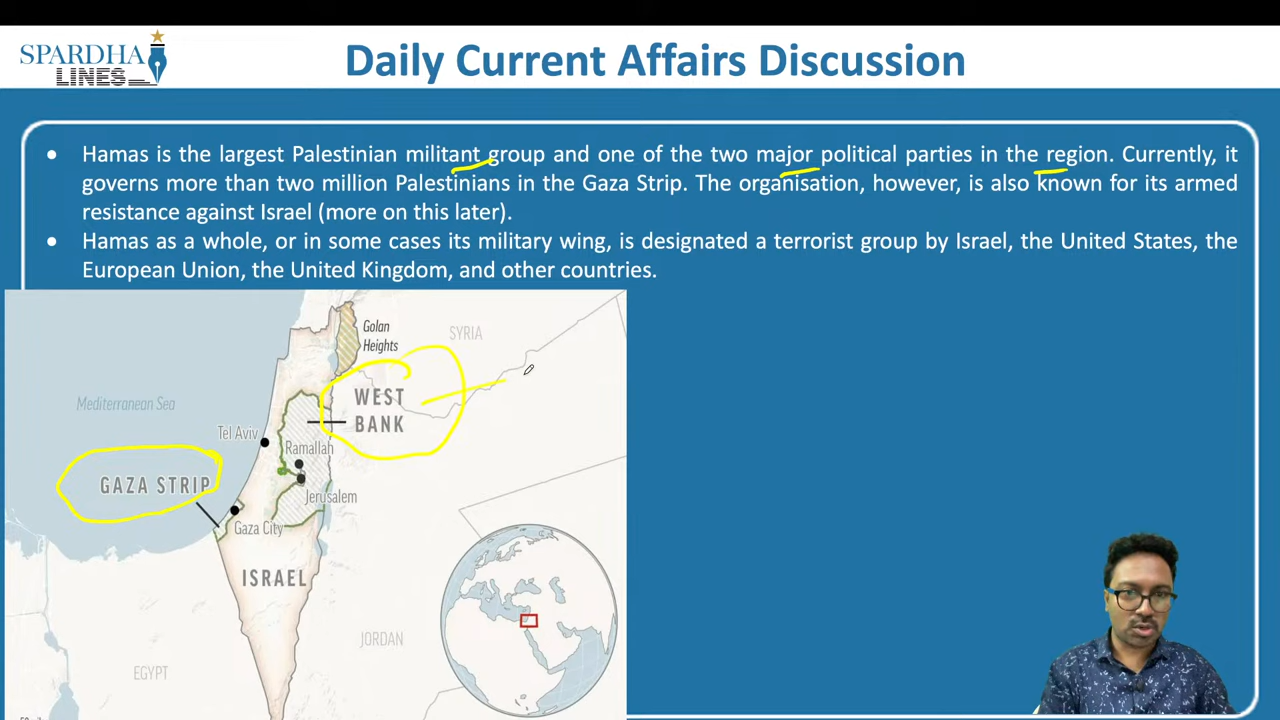 SPARDHA
LINES
Daily Current Affairs Discussion
• Hamas is the largest Palestinian militant group and one of the two major political parties in the region. Currently, it
governs more than two million Palestinians in the Gaza Strip. The organisation, however, is also known for its armed
resistance against Israel (more on this later).
• Hamas as a whole, or in some cases its military wing, is designated a terrorist group by Israel, the United States, the
European Union, the United Kingdom, and other countries.
Golan
Heights
SYRIA
Mediterranean Sea
WEST
BANK
Tel Aviv
Ramallah
GAZA STRIP
Jerusalem
Gaza City
ISRAEL
JORDAN
EGYPT